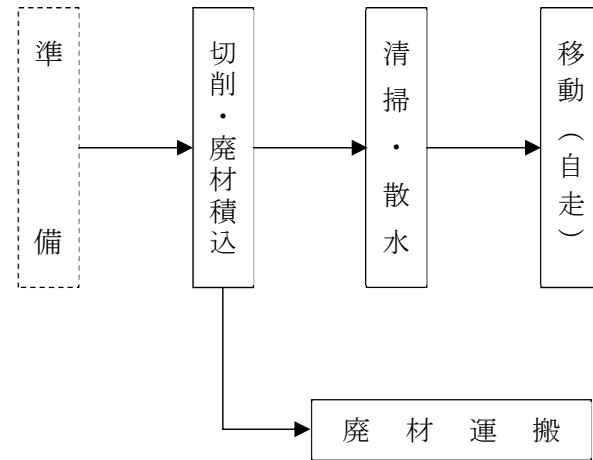 準備
切削・廃材積込
清掃・散水
移動（自走）
廃材運搬